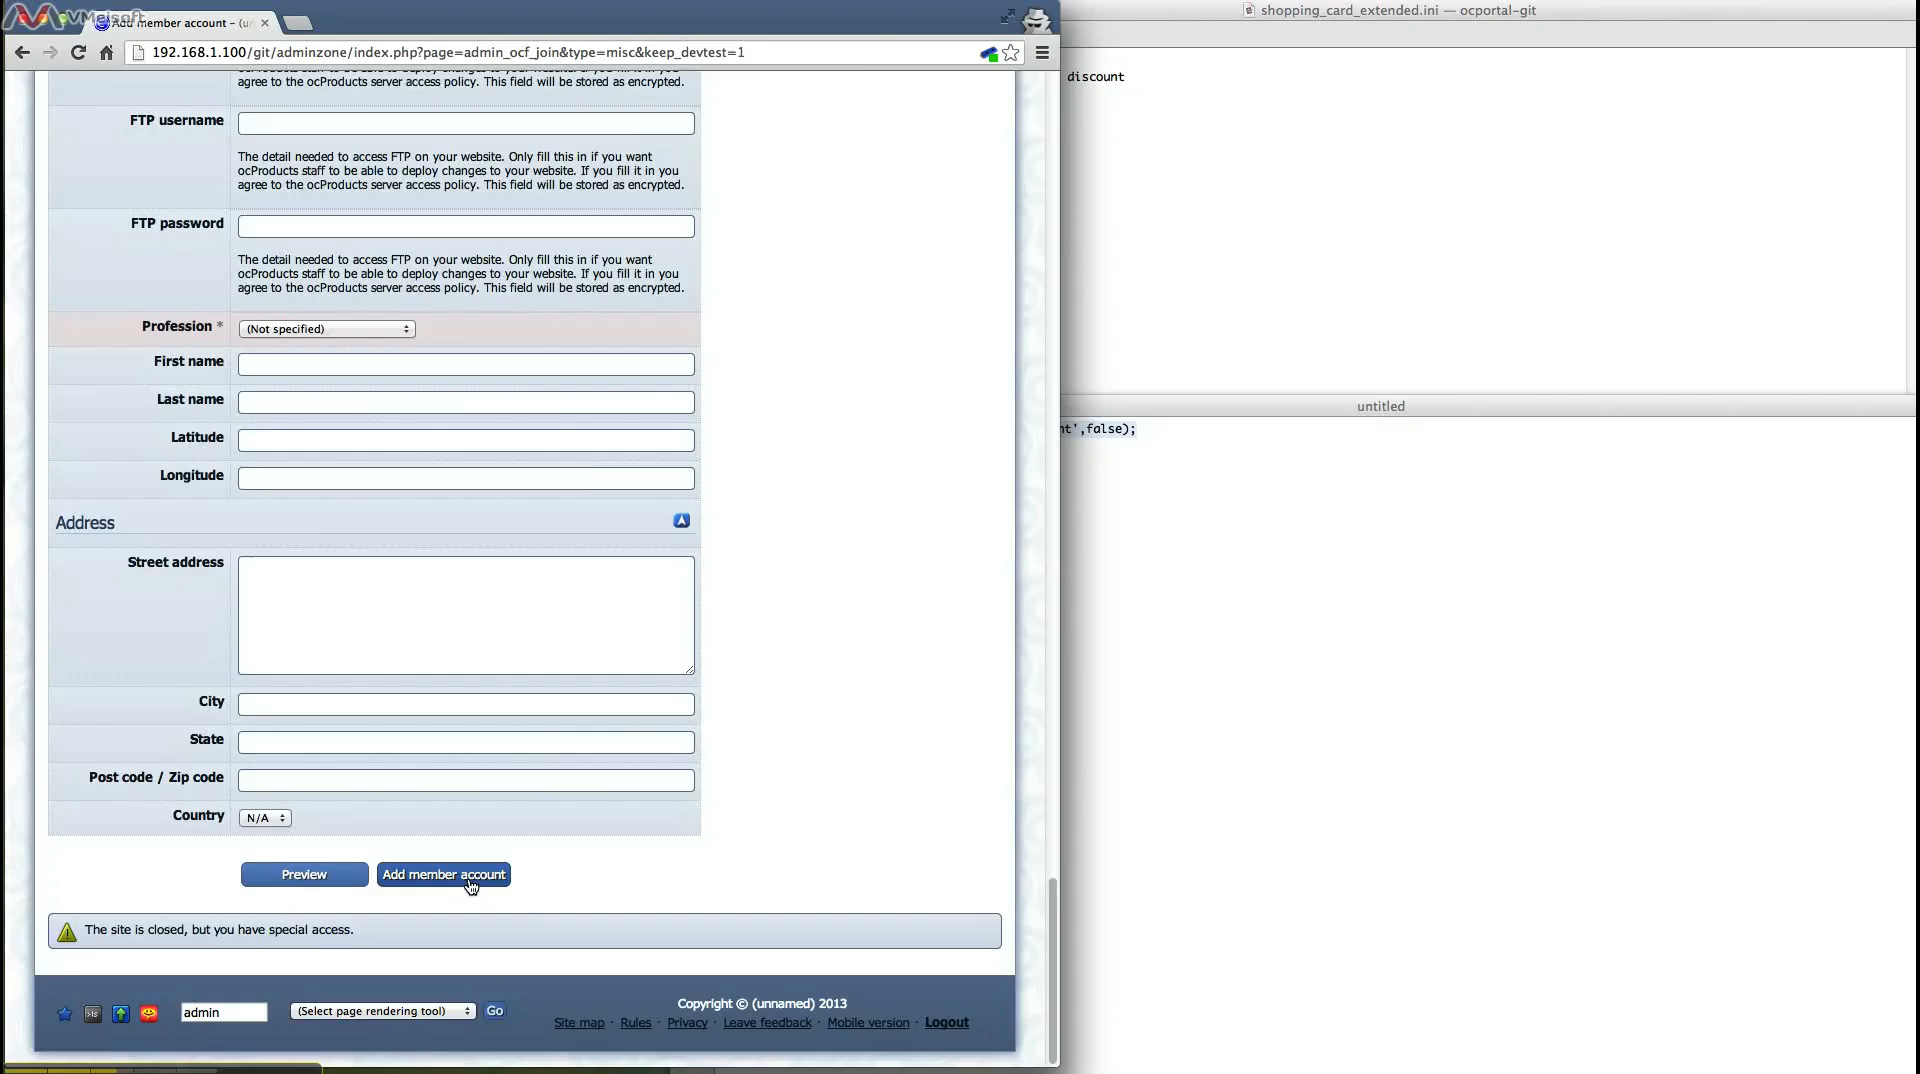 VMeisoft
Add member account – (un
shopping_card_extended.ini — ocportal-git
192.168.1.100/git/adminzone/index.php?page=admin_ocf_join&type=misc&keep_devtest=1
discount
agree to the ocProducts server access policy. This field will be stored as encrypted.
FTP username
The detail needed to access FTP on your website. Only fill this in if you want
ocProducts staff to be able to deploy changes to your website. If you fill it in you
agree to the ocProducts server access policy. This field will be stored as encrypted.
FTP password
The detail needed to access FTP on your website. Only fill this in if you want
ocProducts staff to be able to deploy changes to your website. If you fill it in you
agree to the ocProducts server access policy. This field will be stored as encrypted.
Profession * (Not specified)
First name
Last name
untitled
nt',false);
Latitude
Longitude
Address
Street address
City
State
Post code / Zip code
Country N/A
Preview Add member account
The site is closed, but you have special access.
admin (Select page rendering tool) Go
Copyright © (unnamed) 2013
Site map · Rules · Privacy · Leave feedback · Mobile version · Logout